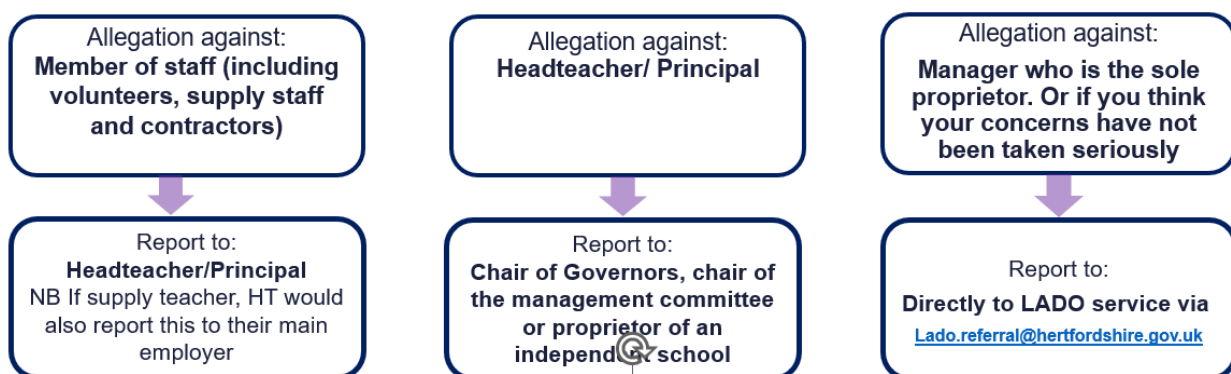 Allegation against:
Member of staff (including
volunteers, supply staff
and contractors)
Report to:
Headteacher/Principal
NB If supply teacher, HT would
also report this to their main
employer
Allegation against:
Headteacher/ Principal
Report to:
Chair of Governors, chair of
the management committee
or proprietor of an
independent school
Allegation against:
Manager who is the sole
proprietor. Or if you think
your concerns have not
been taken seriously
Report to:
Directly to LADO service via
Lado.referral@hertfordshire.gov.uk